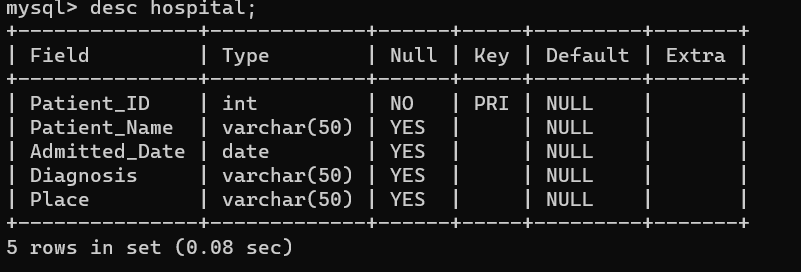 mysql> desc hospital;
+---------------+-------------+------+-----+---------+-------+
| Field         | Type        | Null | Key | Default | Extra |
+---------------+-------------+------+-----+---------+-------+
| Patient_ID    | int         | NO   | PRI | NULL    |       |
| Patient_Name  | varchar(50) | YES  |     | NULL    |       |
| Admitted_Date | date        | YES  |     | NULL    |       |
| Diagnosis     | varchar(50) | YES  |     | NULL    |       |
| Place         | varchar(50) | YES  |     | NULL    |       |
+---------------+-------------+------+-----+---------+-------+
5 rows in set (0.08 sec)